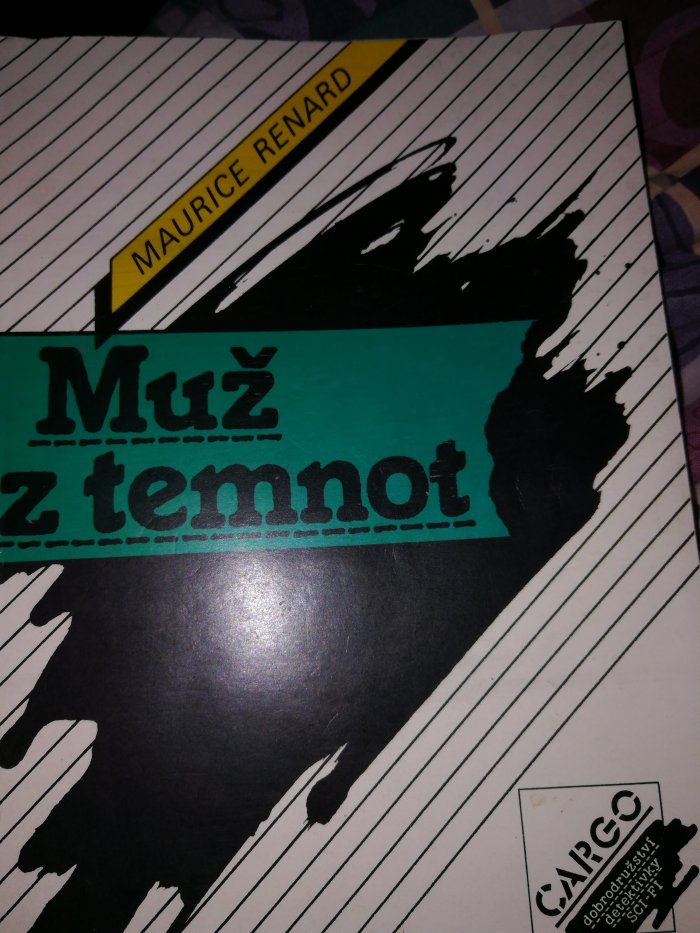 MAURICE RENARD
Muž
z temnot
CARGO
dobrodružství
detektivky
SCI-FI